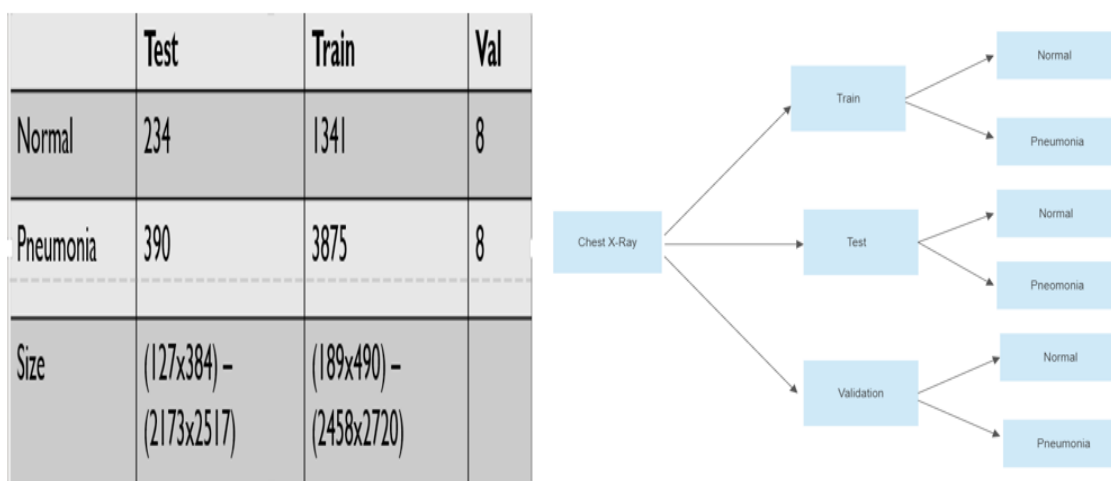 Test Train Val
Normal 234 1341 8
Pneumonia 390 3875 8
Size (127x384) – (189x490) –
(2173x2517) (2458x2720)
Normal
Train
Pneumonia
Normal
Chest X-Ray Test
Pneomonia
Normal
Validation
Pneumonia